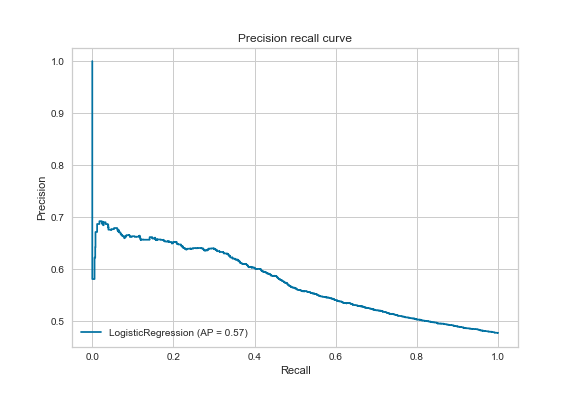 Precision recall curve
1.0
0.9
0.8
0.7
0.6
0.5
Precision
LogisticRegression (AP = 0.57)
0.0 0.2 0.4 0.6 0.8 1.0
Recall